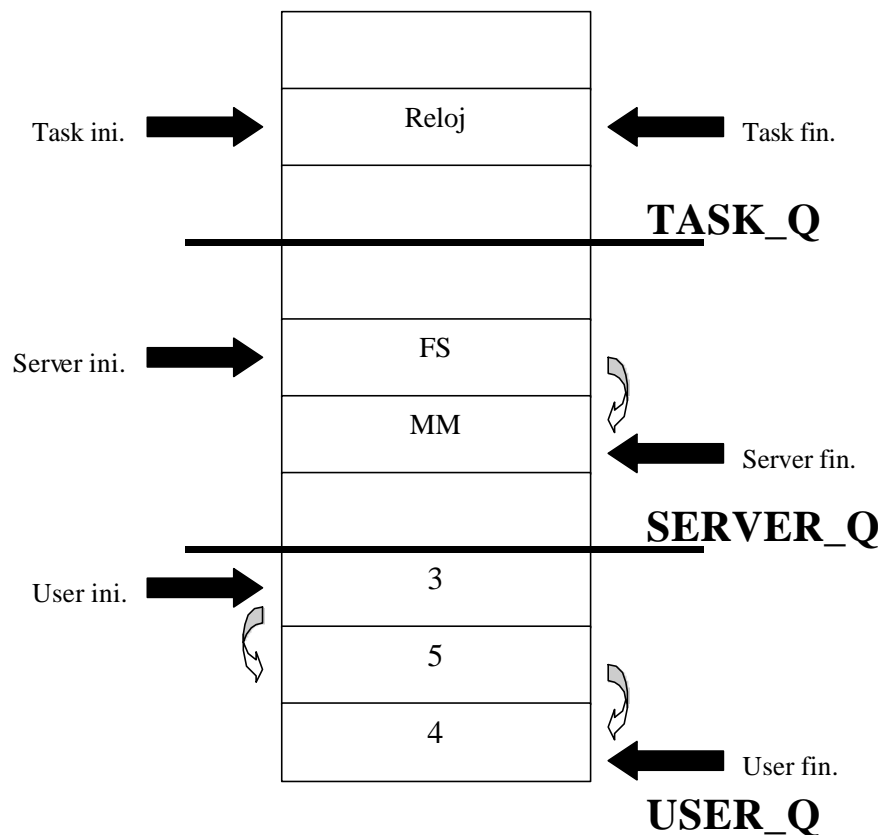 Reloj
Task ini.
Task fin.
TASK_Q
FS
Server ini.
MM
Server fin.
SERVER_Q
3
User ini.
5
4
User fin.
USER_Q